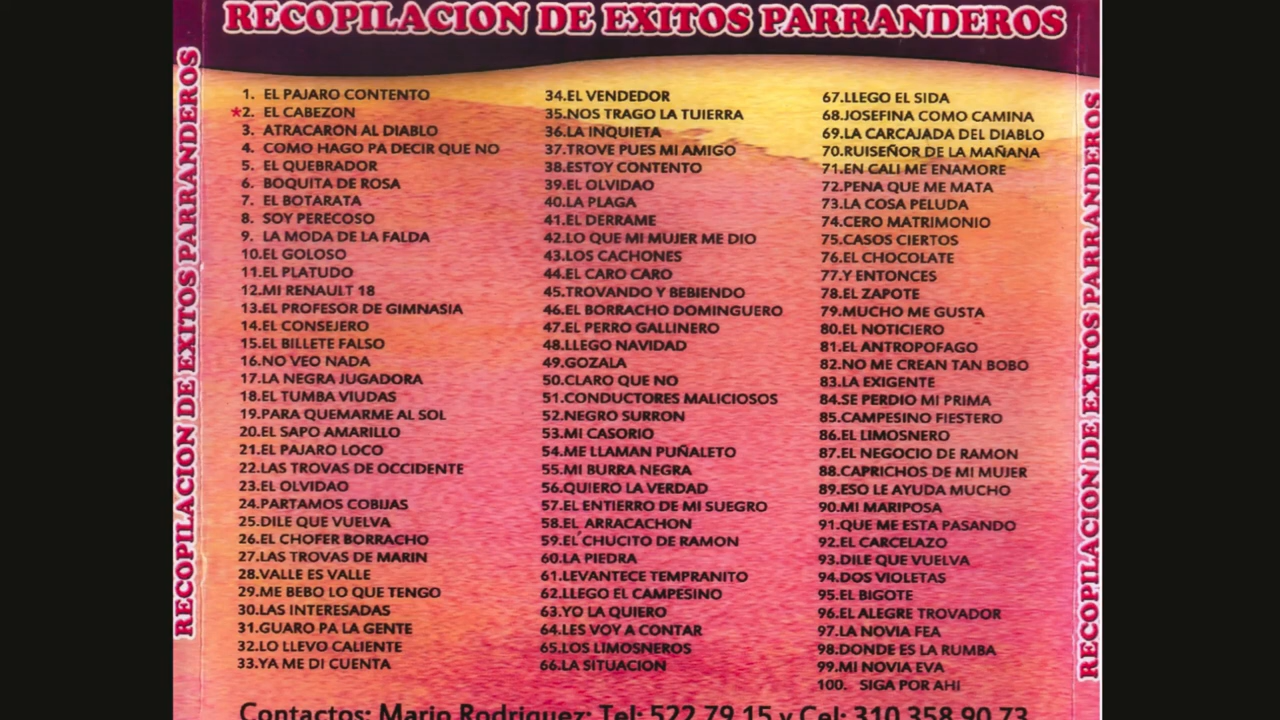 RECOPILACION DE EXITOS PARRANDEROS
RECOPILACION DE EXITOS PARRANDEROS
1. EL PAJARO CONTENTO
*2. EL CABEZON
3. ATRACARON AL DIABLO
4. COMO HAGO PA DECIR QUE NO
5. EL QUEBRADOR
6. BOQUITA DE ROSA
7. EL BOTARATA
8. SOY PERECOSO
9. LA MODA DE LA FALDA
10.EL GOLOSO
11.EL PLATUDO
12.MI RENAULT 18
13.EL PROFESOR DE GIMNASIA
14.EL CONSEJERO
15.EL BILLETE FALSO
16.NO VEO NADA
17.LA NEGRA JUGADORA
18.EL TUMBA VIUDAS
19.PARA QUEMARME AL SOL
20.EL SAPO AMARILLO
21.EL PAJARO LOCO
22.LAS TROVAS DE OCCIDENTE
23.EL OLVIDAO
24.PARTAMOS COBIJAS
25.DILE QUE VUELVA
26.EL CHOFER BORRACHO
27.LAS TROVAS DE MARIN
28.VALLE ES VALLE
29.ME BEBO LO QUE TENGO
30.LAS INTERESADAS
31.GUARO PA LA GENTE
32.LO LLEVO CALIENTE
33.YA ME DI CUENTA
34.EL VENDEDOR
35.NOS TRAGO LA TUIERRA
36.LA INQUIETA
37.TROVE PUES MI AMIGO
38.ESTOY CONTENTO
39.EL OLVIDAO
40.LA PLAGA
41.EL DERRAME
42.LO QUE MI MUJER ME DIO
43.LOS CACHONES
44.EL CARO CARO
45.TROVANDO Y BEBIENDO
46.EL BORRACHO DOMINGUERO
47.EL PERRO GALLINERO
48.LLEGO NAVIDAD
49.GOZALA
50.CLARO QUE NO
51.CONDUCTORES MALICIOSOS
52.NEGRO SURRON
53.MI CASORIO
54.ME LLAMAN PUÑALETO
55.MI BURRA NEGRA
56.QUIERO LA VERDAD
57.EL ENTIERRO DE MI SUEGRO
58.EL ARRACACHON
59.EL CHUCITO DE RAMON
60.LA PIEDRA
61.LEVANTECE TEMPRANITO
62.LLEGO EL CAMPESINO
63.YO LA QUIERO
64.LES VOY A CONTAR
65.LOS LIMOSNEROS
66.LA SITUACION
67.LLEGO EL SIDA
68.JOSEFINA COMO CAMINA
69.LA CARCAJADA DEL DIABLO
70.RUISEÑOR DE LA MAÑANA
71.EN CALI ME ENAMORE
72.PENA QUE ME MATA
73.LA COSA PELUDA
74.CERO MATRIMONIO
75.CASOS CIERTOS
76.EL CHOCOLATE
77.Y ENTONCES
78.EL ZAPOTE
79.MUCHO ME GUSTA
80.EL NOTICIERO
81.EL ANTROPOFAGO
82.NO ME CREAN TAN BOBO
83.LA EXIGENTE
84.SE PERDIO MI PRIMA
85.CAMPESINO FIESTERO
86.EL LIMOSNERO
87.EL NEGOCIO DE RAMON
88.CAPRICHOS DE MI MUJER
89.ESO LE AYUDA MUCHO
90.MI MARIPOSA
91.QUE ME ESTA PASANDO
92.EL CARCELAZO
93.DILE QUE VUELVA
94.DOS VIOLETAS
95.EL BIGOTE
96.EL ALEGRE TROVADOR
97.LA NOVIA FEA
98.DONDE ES LA RUMBA
99.MI NOVIA EVA
100. SIGA POR AHI
RECOPILACION DE EXITOS PARRANDEROS
Contactos: Mario Rodriguez: Tel: 522 79 15 y Cel: 310 358 90 73